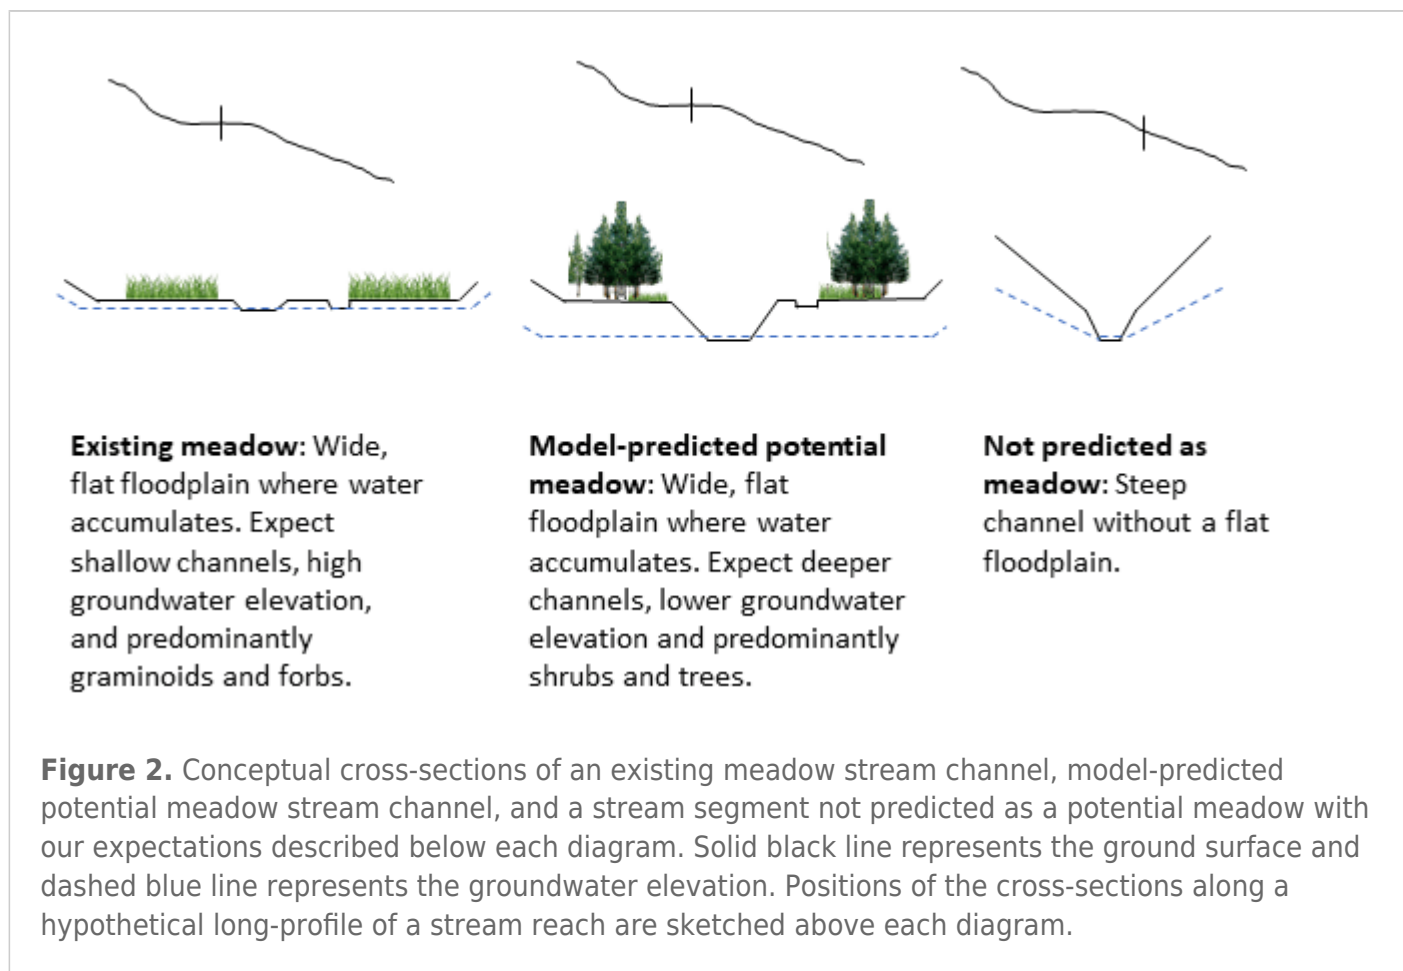 Existing meadow: Wide,
flat floodplain where water
accumulates. Expect
shallow channels, high
groundwater elevation,
and predominantly
graminoids and forbs.
Model-predicted potential
meadow: Wide, flat
floodplain where water
accumulates. Expect deeper
channels, lower groundwater
elevation and predominantly
shrubs and trees.
Not predicted as
meadow: Steep
channel without a flat
floodplain.
Figure 2. Conceptual cross-sections of an existing meadow stream channel, model-predicted
potential meadow stream channel, and a stream segment not predicted as a potential meadow with
our expectations described below each diagram. Solid black line represents the ground surface and
dashed blue line represents the groundwater elevation. Positions of the cross-sections along a
hypothetical long-profile of a stream reach are sketched above each diagram.